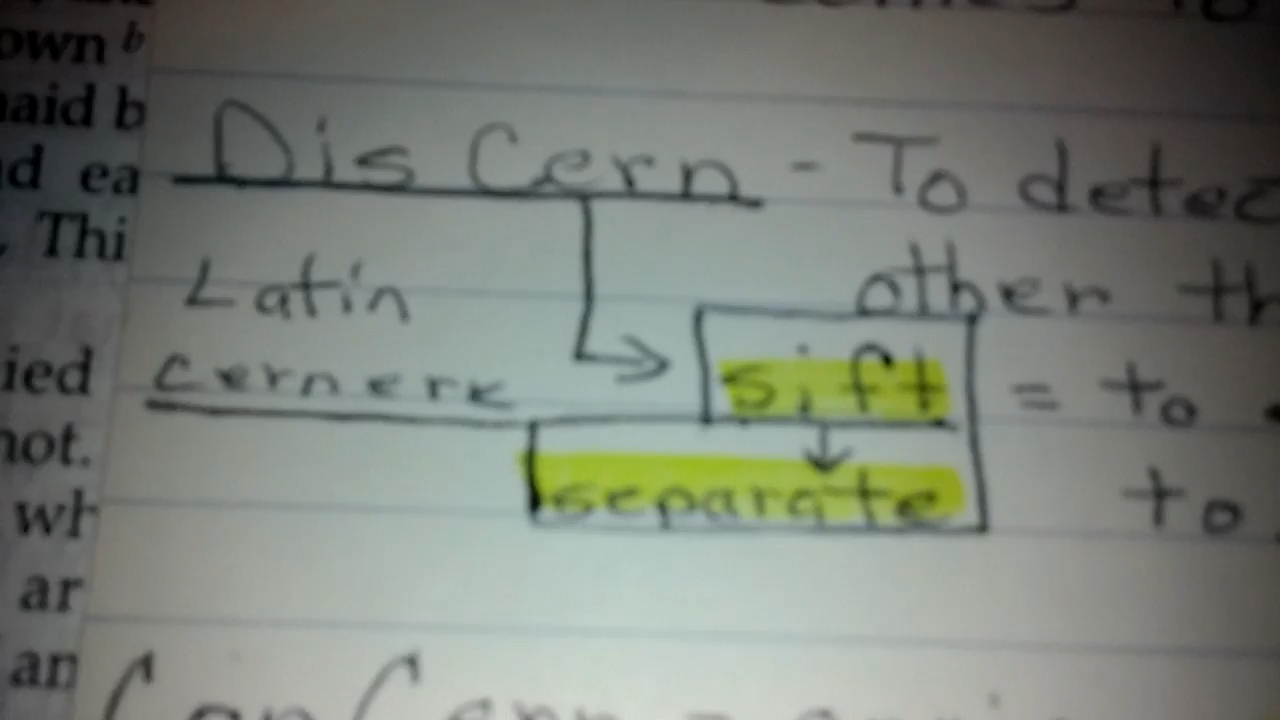 own b
naid b
nd ea
. Thi
ied
not.
wh
ar
an
Dis Cern - To detec
Latin other th
cernere sift = to
separate to